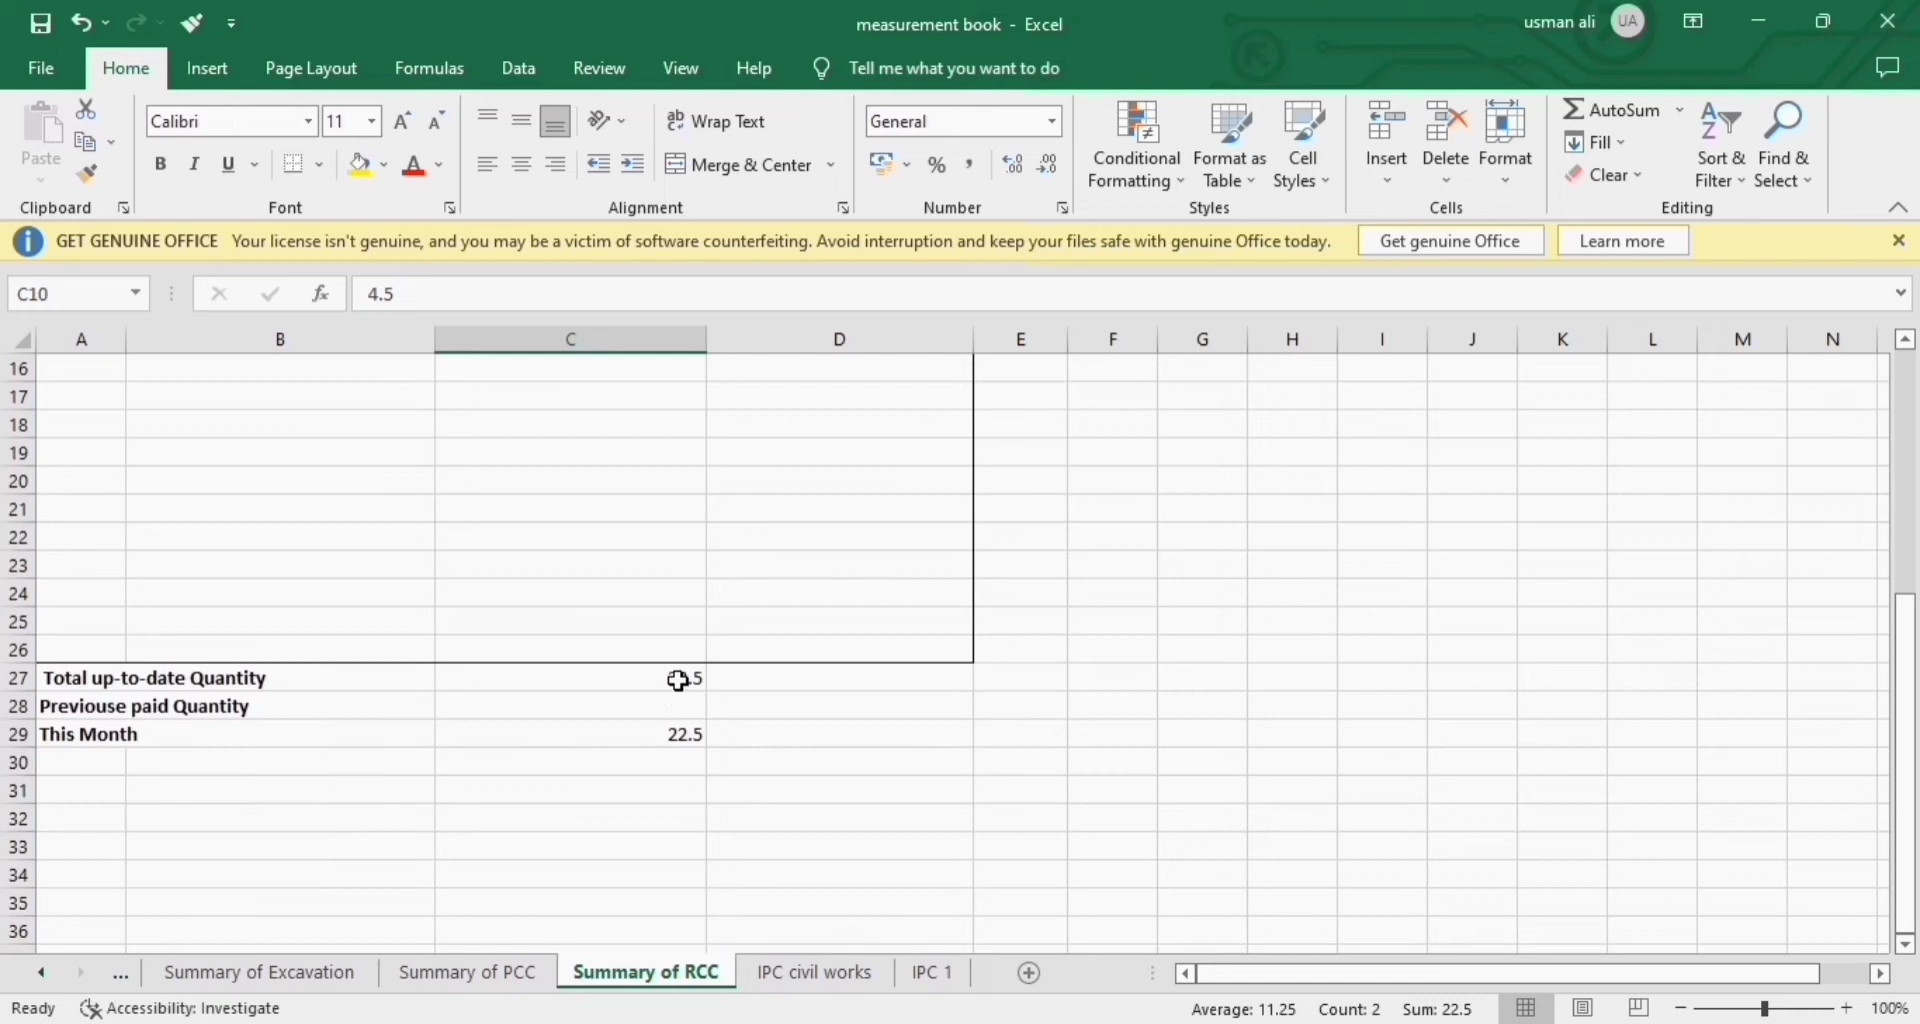 measurement book - Excel
usman ali UA
File Home Insert Page Layout Formulas Data Review View Help Tell me what you want to do
Paste
Clipboard
Calibri 11
B I U
Font
Wrap Text
Merge & Center
Alignment
General
%
Number
Conditional Formatting
Format as Table
Cell Styles
Styles
Insert Delete Format
Cells
AutoSum
Fill
Clear
Sort & Filter
Find & Select
Editing
GET GENUINE OFFICE Your license isn't genuine, and you may be a victim of software counterfeiting. Avoid interruption and keep your files safe with genuine Office today. Get genuine Office Learn more
C10 fx 4.5
A B C D E F G H I J K L M N
16
17
18
19
20
21
22
23
24
25
26
27 Total up-to-date Quantity
28 Previouse paid Quantity
29 This Month 22.5
30
31
32
33
34
35
36
... Summary of Excavation Summary of PCC Summary of RCC IPC civil works IPC 1
Ready Accessibility: Investigate Average: 11.25 Count: 2 Sum: 22.5 100%